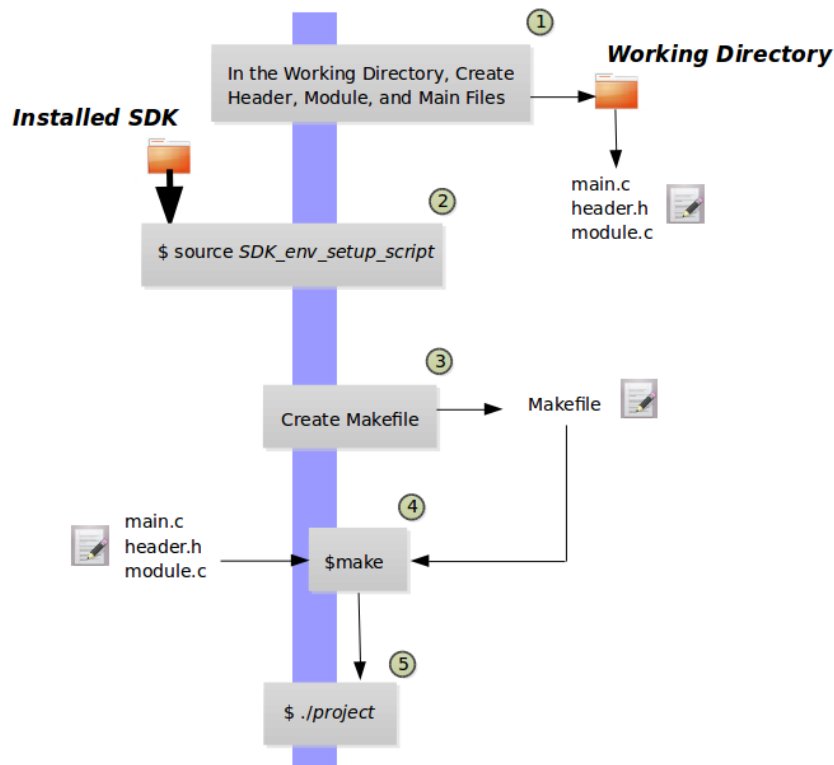 1
In the Working Directory, Create
Header, Module, and Main Files
Working Directory
Installed SDK
main.c
header.h
module.c
2
$ source SDK_env_setup_script
3
Create Makefile
Makefile
4
main.c
header.h
module.c
$make
5
$ ./project